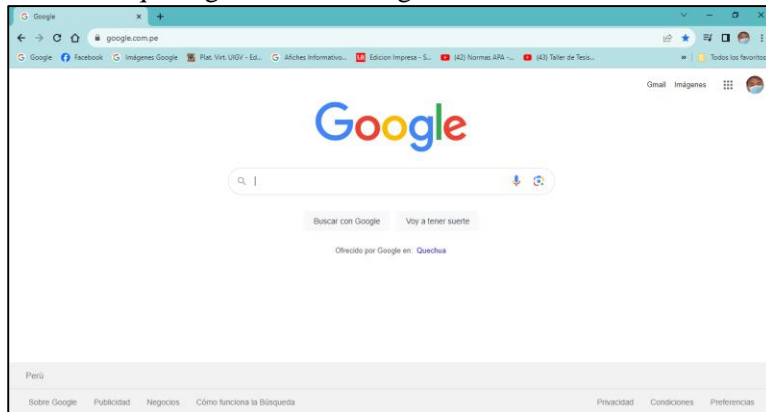 Google
google.com.pe
Google Facebook Imágenes Google Plat. Virt. UIGV - Ed... Afiches Informativo... Edicion Impresa - S... (42) Normas APA -... (43) Taller de Tesis... » Todos los favoritos
Gmail Imágenes
Google
Buscar con Google Voy a tener suerte
Ofrecido por Google en: Quechua
Perú
Sobre Google Publicidad Negocios Cómo funciona la Búsqueda Privacidad Condiciones Preferencias